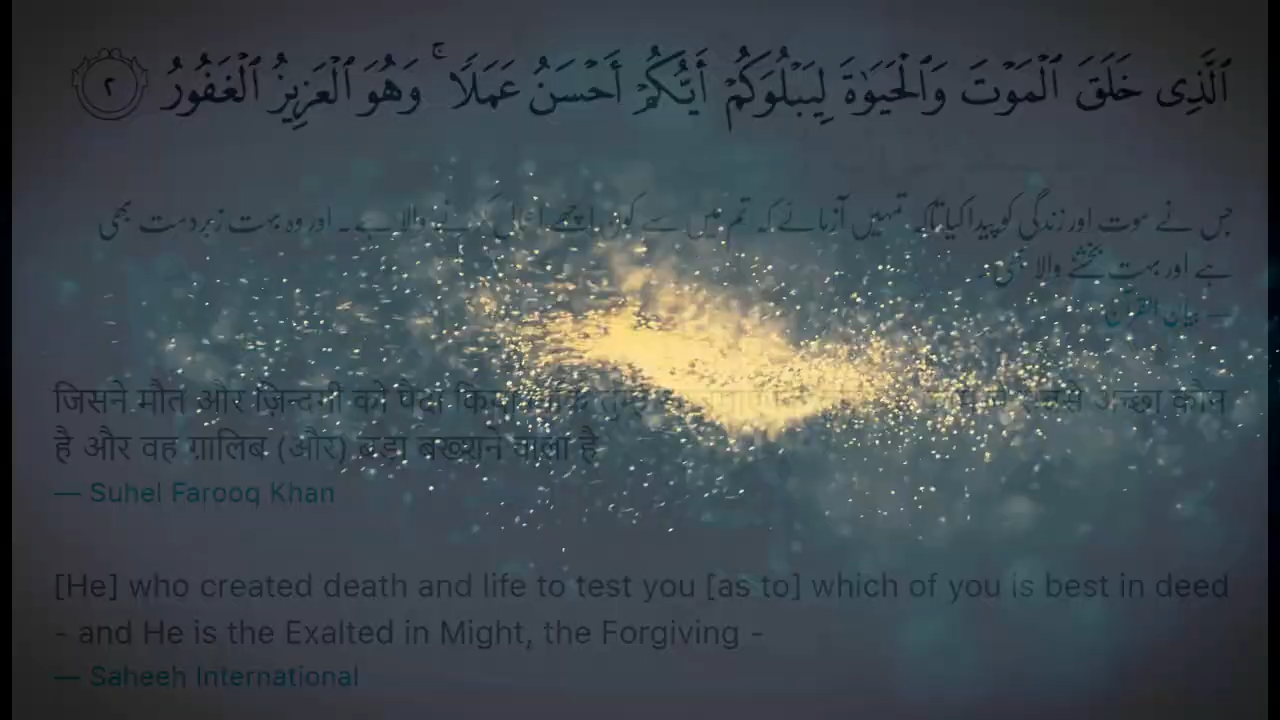 ٱلَّذِى خَلَقَ ٱلْمَوْتَ وَٱلْحَيَوٰةَ لِيَبْلُوَكُمْ أَيُّكُمْ أَحْسَنُ عَمَلًا ۚ وَهُوَ ٱلْعَزِيزُ ٱلْغَفُورُ ٢
جس نے موت اور زندگی کو پیدا کیا تاکہ تمہیں آزمائے کہ تم میں سے کون اچھے اعمال کرنے والا ہے۔ اور وہ بہت زبردست بھی
ہے اور بہت بخشنے والا بھی۔
— بیان القرآن
जिसने मौत और ज़िन्दगी को पैदा किया अच्छा कौन
है और वह ग़ालिब (और) बड़ा बख्शने वाला है
— Suhel Farooq Khan
[He] who created death and life to test you [as to] which of you is best in deed
- and He is the Exalted in Might, the Forgiving -
— Saheeh International